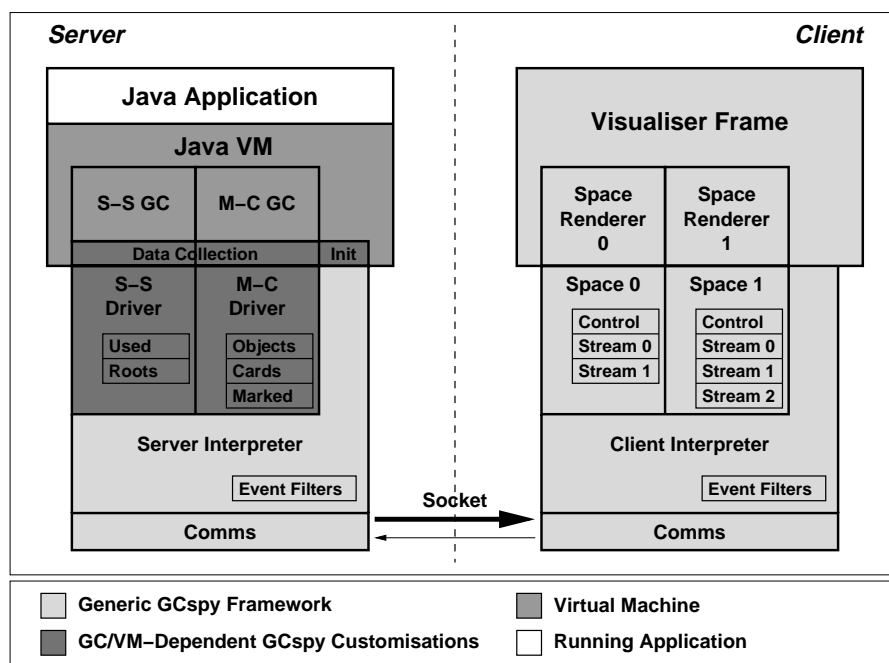 Server
Client
Java Application
Java VM
S–S GC
M–C GC
Data Collection
Init
S–S
Driver
M–C
Driver
Used
Roots
Objects
Cards
Marked
Server Interpreter
Event Filters
Comms
Socket
Visualiser Frame
Space
Renderer
0
Space
Renderer
1
Space 0
Space 1
Control
Stream 0
Stream 1
Control
Stream 0
Stream 1
Stream 2
Client Interpreter
Event Filters
Comms
Generic GCspy Framework
Virtual Machine
GC/VM–Dependent GCspy Customisations
Running Application